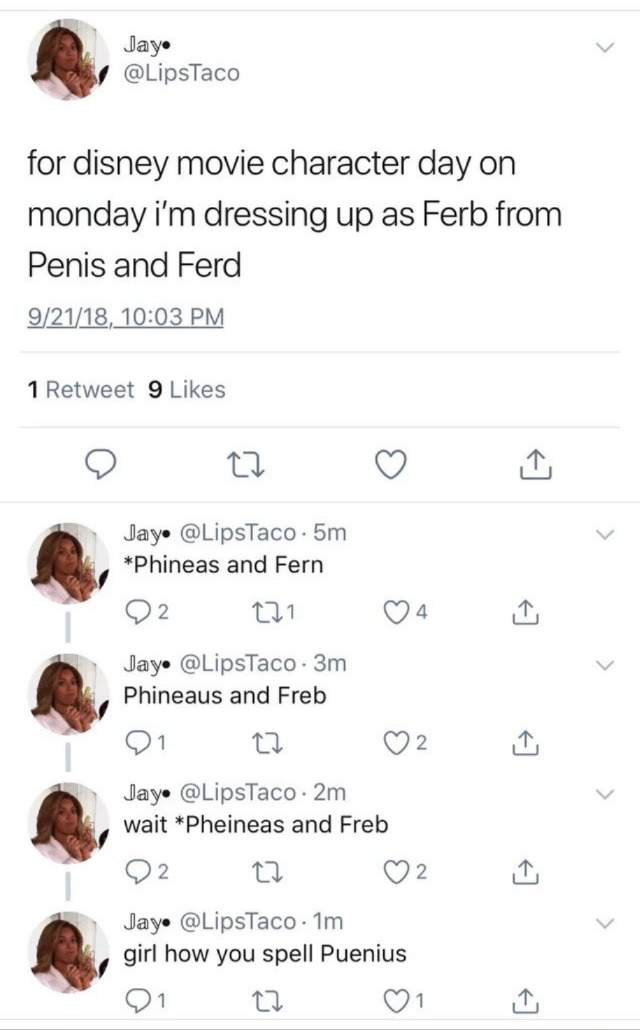 Jay•
@LipsTaco
for disney movie character day on
monday i'm dressing up as Ferb from
Penis and Ferd
9/21/18, 10:03 PM
1 Retweet 9 Likes
Jay• @LipsTaco · 5m
*Phineas and Fern
2 1 4
Jay• @LipsTaco · 3m
Phineaus and Freb
1 2
Jay• @LipsTaco · 2m
wait *Pheineas and Freb
2 2
Jay• @LipsTaco · 1m
girl how you spell Puenius
1 1